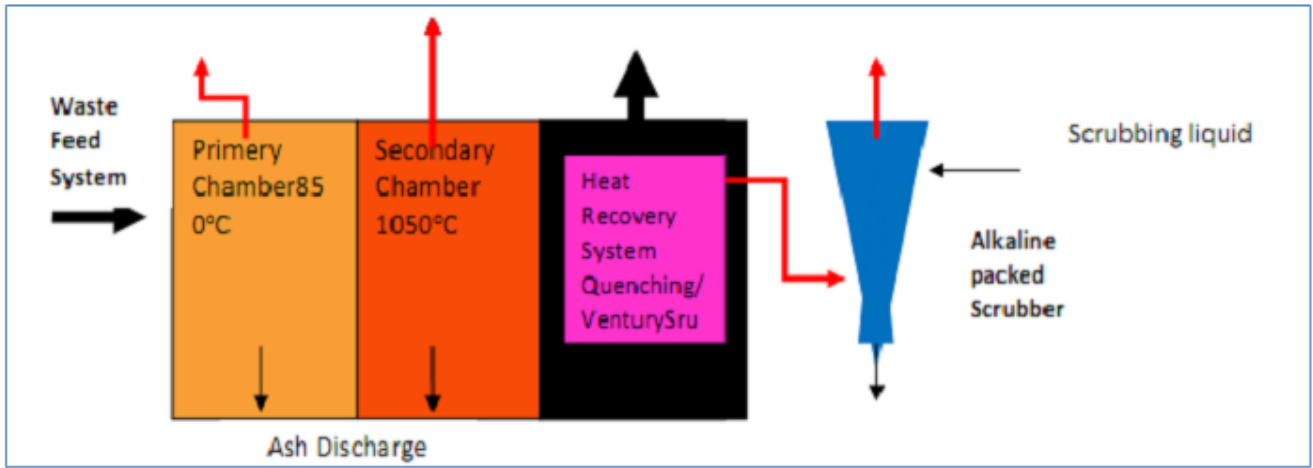 Waste
Feed
System
Primery
Chamber85
0°C
Secondary
Chamber
1050°C
Heat
Recovery
System
Quenching/
VenturySru
Scrubbing liquid
Alkaline
packed
Scrubber
Ash Discharge